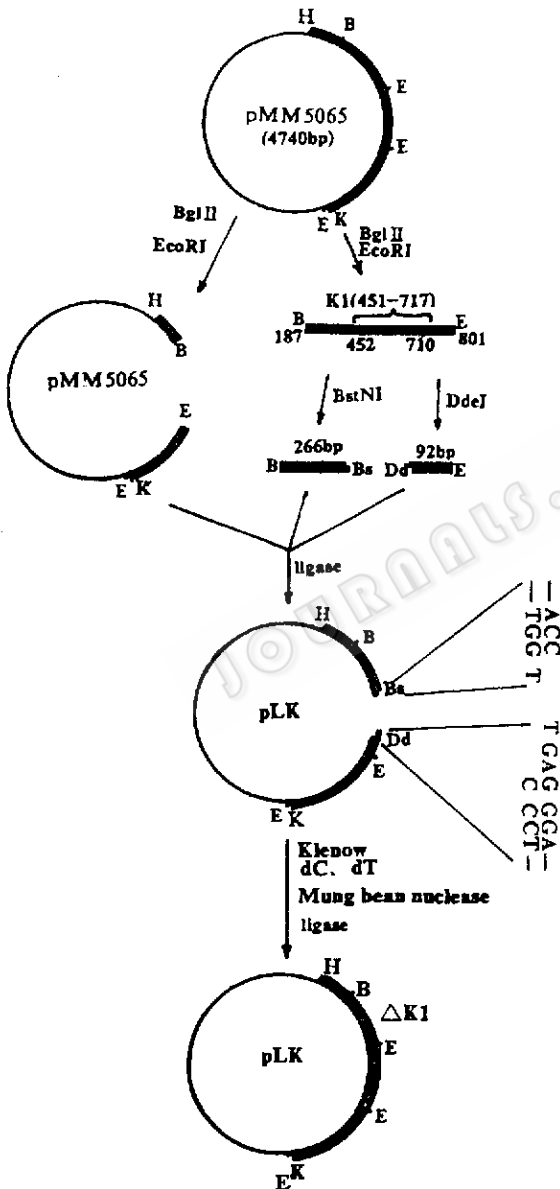 H
B
E
pMM5065
(4740bp)
E
E K
BglII
EcoRI
BglII
EcoRI
H
B
pMM5065
E
E K
K1(451-717)
B
E
187
452
710
801
BstNI
DdeI
266bp
B
Bs
92bp
Dd
E
ligase
JOURNALS.
H
B
Bs
pLK
Dd
E
E K
—ACC
—TGG T
T GAG GGA—
C CCT—
Klenow
dC、dT
Mung bean nuclease
ligase
H
B
△K1
E
pLK
E
E K